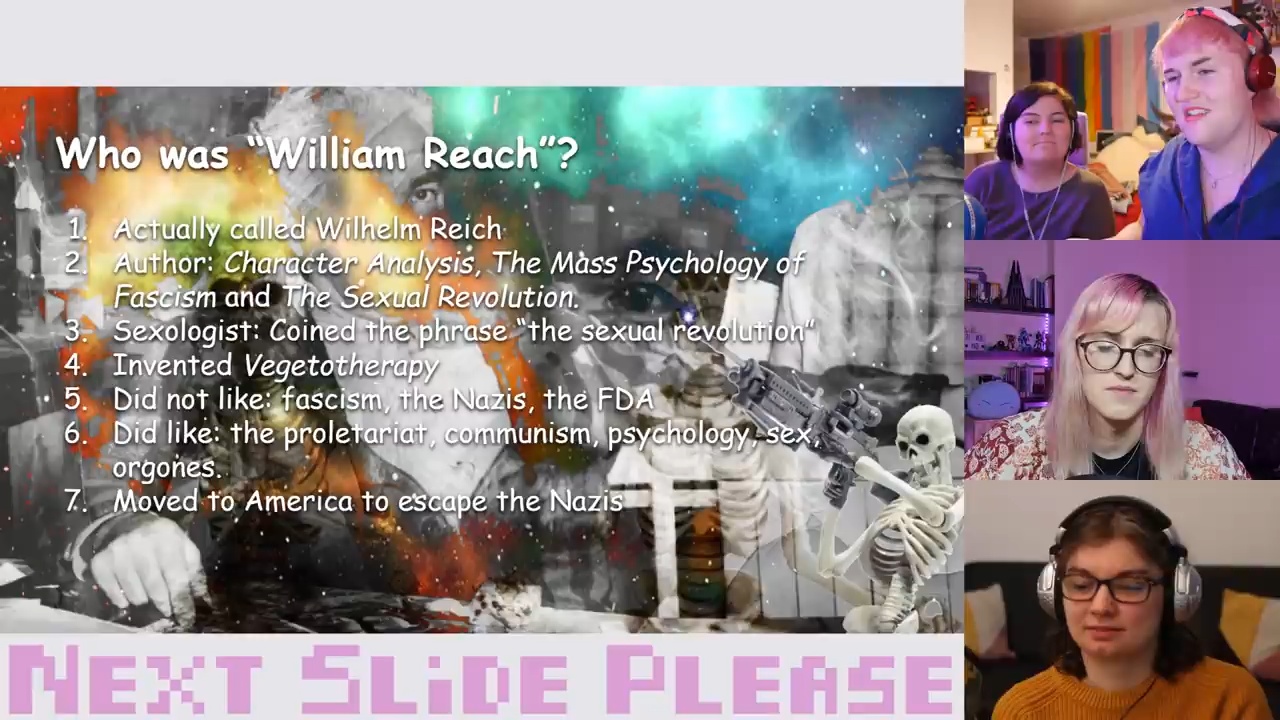 Who was “William Reach”?
1. Actually called Wilhelm Reich
2. Author: Character Analysis, The Mass Psychology of
Fascism and The Sexual Revolution.
3. Sexologist: Coined the phrase “the sexual revolution”
4. Invented Vegetotherapy
5. Did not like: fascism, the Nazis, the FDA
6. Did like: the proletariat, communism, psychology, sex,
orgones.
7. Moved to America to escape the Nazis
NEXT SLIDE PLEASE